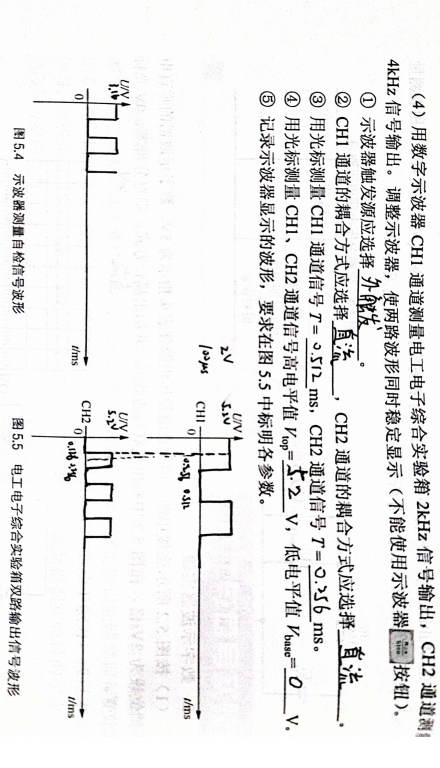 (4) 用数字示波器 CH1 通道测量电工电子综合实验箱 2kHz 信号输出，CH2 通道测
4kHz 信号输出。调整示波器，使两路波形同时稳定显示（不能使用示波器 按钮）。
① 示波器触发源应选择 外触发 。
② CH1 通道的耦合方式应选择 直流 ，CH2 通道的耦合方式应选择 直流 。
③ 用光标测量 CH1 通道信号 T= 0.512 ms，CH2 通道信号 T= 0.256 ms。
④ 用光标测量 CH1、CH2 通道信号高电平值 Vtop= 5.2 V，低电平值 Vbase= 0 V。
⑤ 记录示波器显示的波形，要求在图 5.5 中标明各参数。
U/V
0
t/ms
图 5.4 示波器测量自检信号波形
2V
100μs
U/V
5.2V
CH1
0
0.512
t/ms
U/V
5.2V
CH2
0
t/ms
图 5.5 电工电子综合实验箱双路输出信号波形